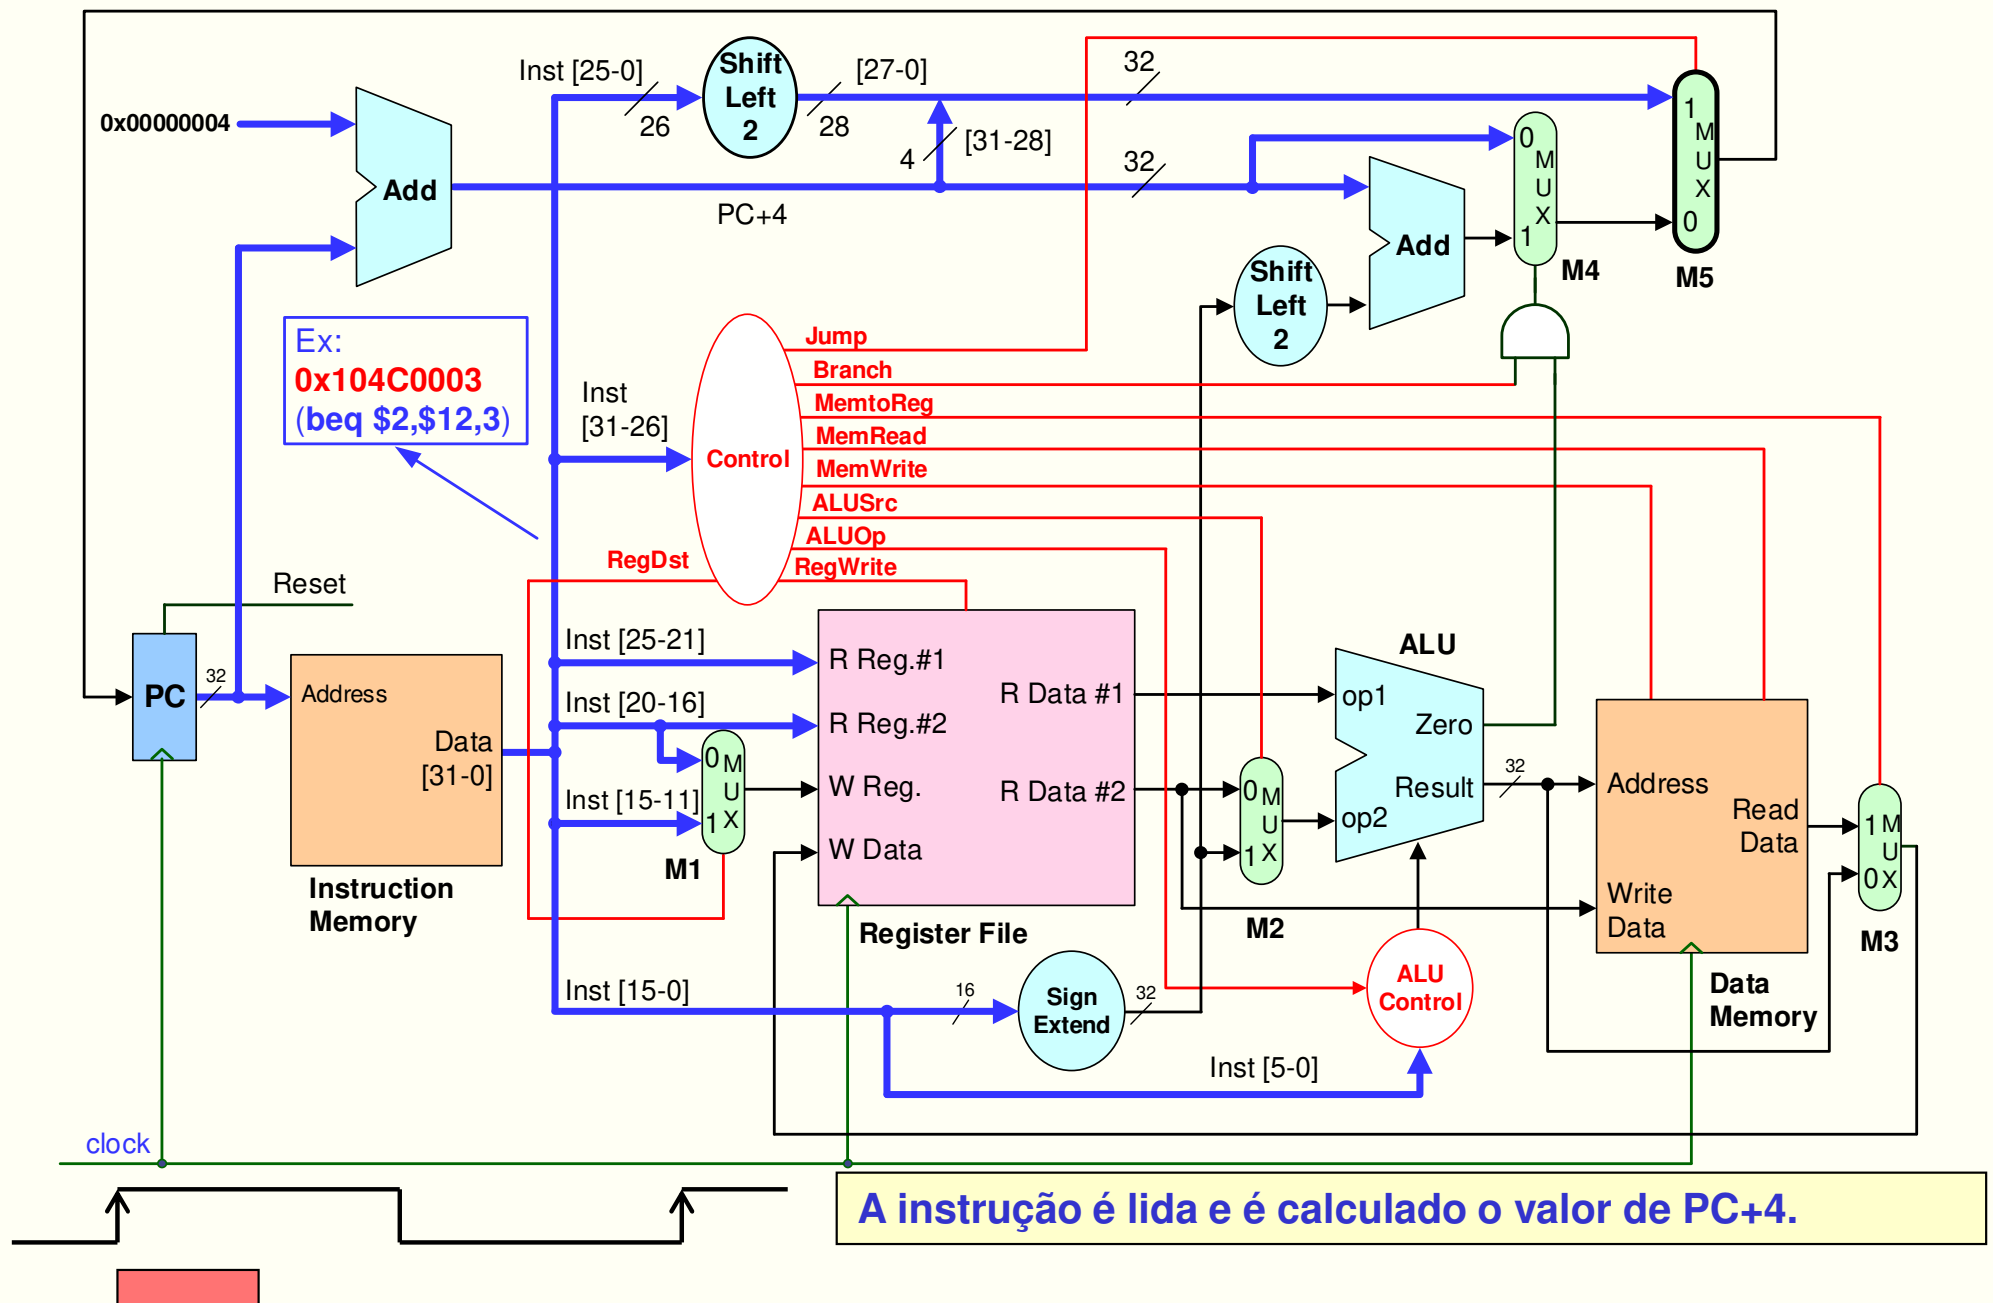 Inst [25-0]
26
Shift
Left
2
[27-0]
28
32
0x00000004
Add
4
[31-28]
32
PC+4
1
M
U
X
0
M5
0
M
U
X
1
M4
Add
Shift
Left
2
Ex:
0x104C0003
(beq $2,$12,3)
Inst
[31-26]
Control
Jump
Branch
MemtoReg
MemRead
MemWrite
ALUSrc
ALUOp
RegWrite
RegDst
Reset
PC
32
Address
Data
[31-0]
Instruction
Memory
Inst [25-21]
Inst [20-16]
Inst [15-11]
0
M
U
X
1
M1
R Reg.#1
R Reg.#2
W Reg.
W Data
R Data #1
R Data #2
Register File
0
M
U
X
1
M2
ALU
op1
Zero
Result
op2
32
Address
Read
Data
Write
Data
Data
Memory
1
M
U
X
0
M3
Inst [15-0]
16
Sign
Extend
32
ALU
Control
Inst [5-0]
clock
A instrução é lida e é calculado o valor de PC+4.